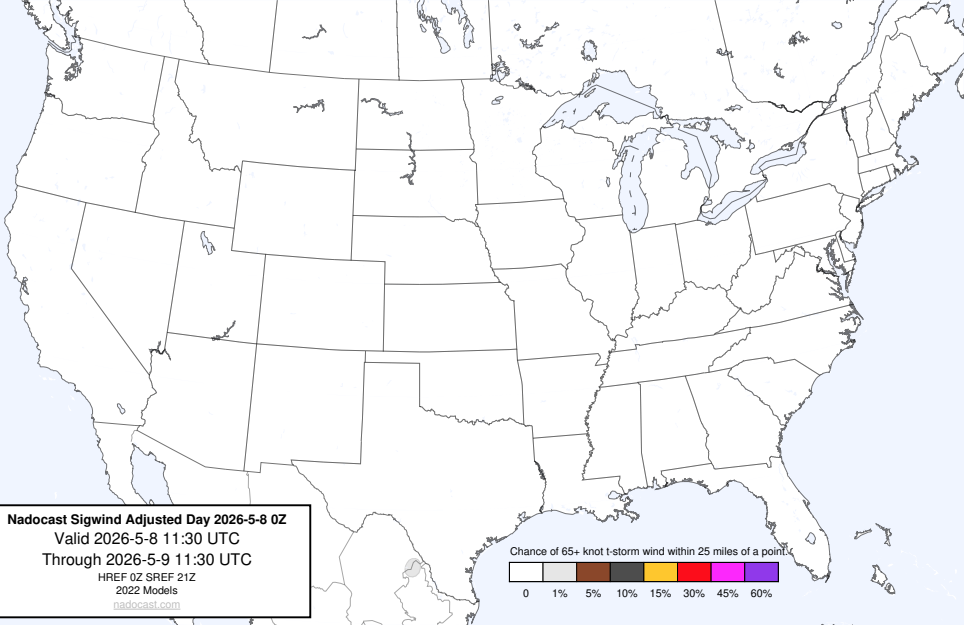 Nadocast Sigwind Adjusted Day 2026-5-8 0Z
Valid 2026-5-8 11:30 UTC
Through 2026-5-9 11:30 UTC
HREF 0Z SREF 21Z
2022 Models
nadocast.com
Chance of 65+ knot t-storm wind within 25 miles of a point.
0 1% 5% 10% 15% 30% 45% 60%